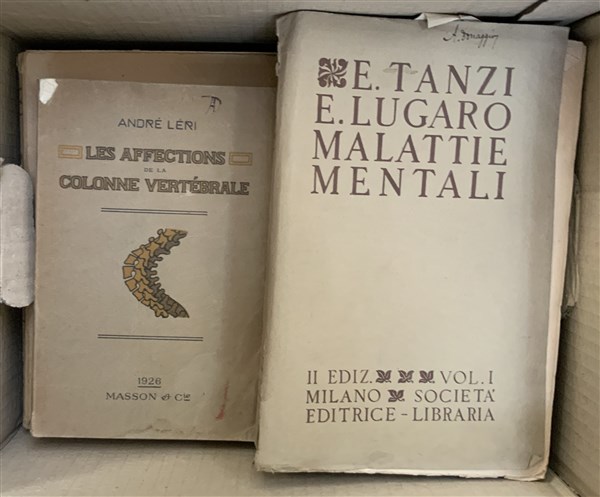 ANDRÉ LÉRI
LES AFFECTIONS
DE LA
COLONNE VERTÉBRALE
1926
MASSON & Cie
E. TANZI
E. LUGARO
MALATTIE
MENTALI
II EDIZ. VOL. I
MILANO SOCIETÀ
EDITRICE-LIBRARIA